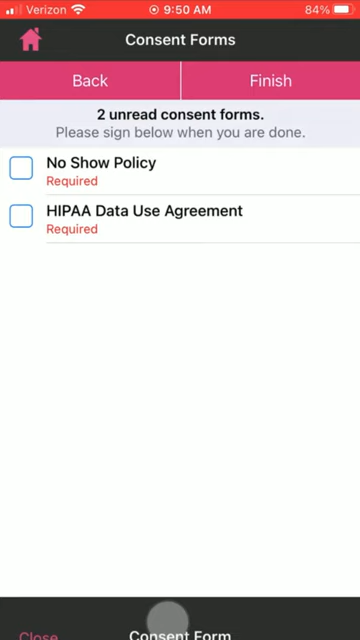 Verizon 9:50 AM 84%
Consent Forms
Back Finish
2 unread consent forms.
Please sign below when you are done.
No Show Policy
Required
HIPAA Data Use Agreement
Required
Close Consent Form